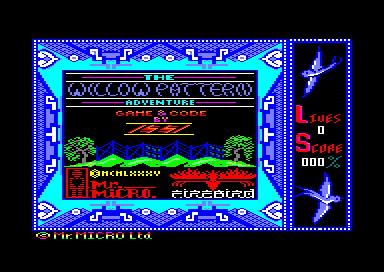 THE
WILLOW PATTERN
ADVENTURE
GAME & CODE
BY
©MCMLXXXV
MR.
MICRO.
FIREBIRD
LIVES
0
SCORE
000%
© Mr.MICRO Ltd